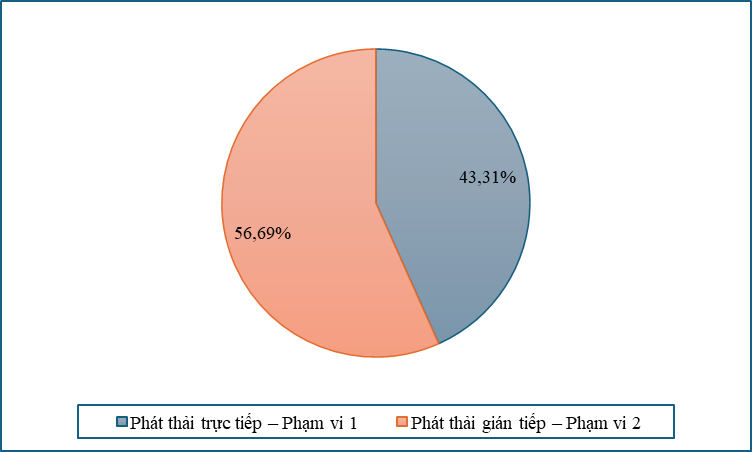 43,31%
56,69%
Phát thải trực tiếp – Phạm vi 1
Phát thải gián tiếp – Phạm vi 2